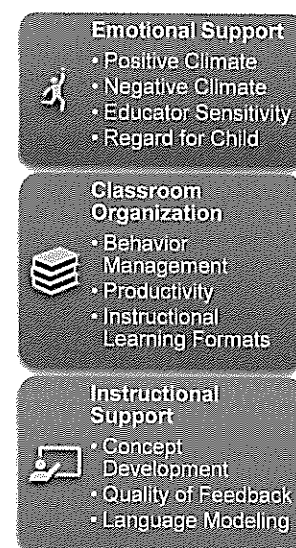 Emotional Support
• Positive Climate
• Negative Climate
• Educator Sensitivity
• Regard for Child
Classroom
Organization
• Behavior
Management
• Productivity
• Instructional
Learning Formats
Instructional
Support
• Concept
Development
• Quality of Feedback
• Language Modeling